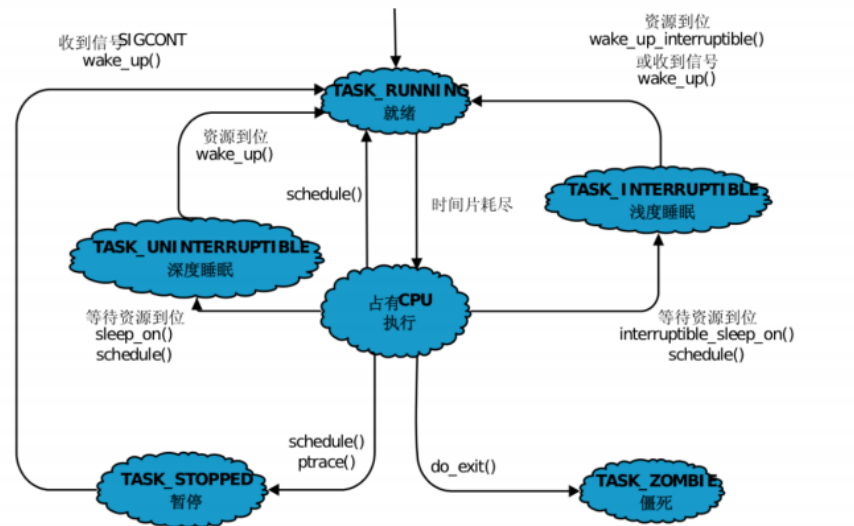 收到信号SIGCONT
wake_up()
资源到位
wake_up_interruptible()
或收到信号
wake_up()
TASK_RUNNING
就绪
资源到位
wake_up()
schedule()
时间片耗尽
TASK_INTERRUPTIBLE
浅度睡眠
TASK_UNINTERRUPTIBLE
深度睡眠
占有CPU
执行
等待资源到位
sleep_on()
schedule()
等待资源到位
interruptible_sleep_on()
schedule()
schedule()
ptrace()
do_exit()
TASK_STOPPED
暂停
TASK_ZOMBIE
僵死